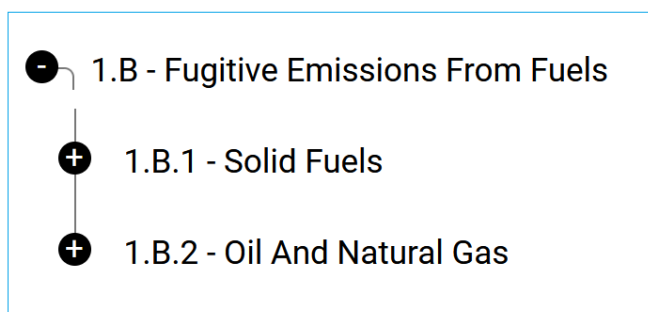 1.B - Fugitive Emissions From Fuels
1.B.1 - Solid Fuels
1.B.2 - Oil And Natural Gas